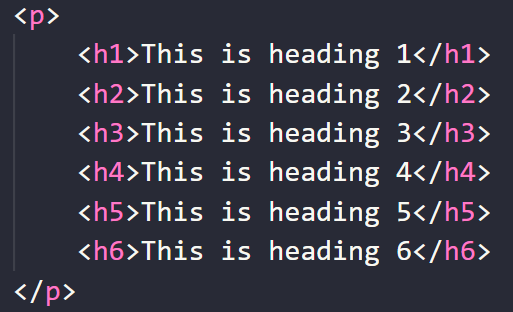 <p>
<h1>This is heading 1</h1>
<h2>This is heading 2</h2>
<h3>This is heading 3</h3>
<h4>This is heading 4</h4>
<h5>This is heading 5</h5>
<h6>This is heading 6</h6>
</p>